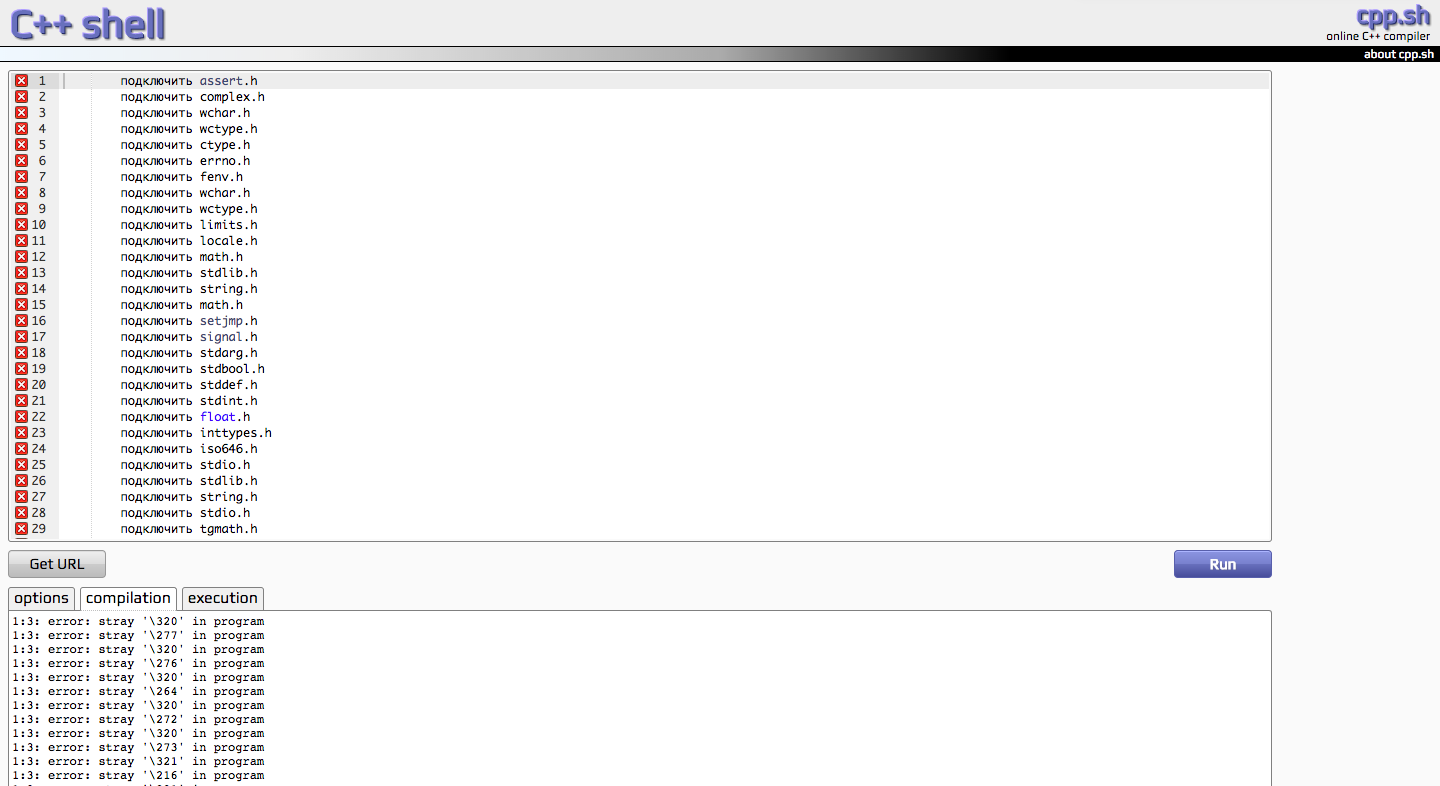 C++ shell
cpp.sh
online C++ compiler
about cpp.sh
1 подключить assert.h
2 подключить complex.h
3 подключить wchar.h
4 подключить wctype.h
5 подключить ctype.h
6 подключить errno.h
7 подключить fenv.h
8 подключить wchar.h
9 подключить wctype.h
10 подключить limits.h
11 подключить locale.h
12 подключить math.h
13 подключить stdlib.h
14 подключить string.h
15 подключить math.h
16 подключить setjmp.h
17 подключить signal.h
18 подключить stdarg.h
19 подключить stdbool.h
20 подключить stddef.h
21 подключить stdint.h
22 подключить float.h
23 подключить inttypes.h
24 подключить iso646.h
25 подключить stdio.h
26 подключить stdlib.h
27 подключить string.h
28 подключить stdio.h
29 подключить tgmath.h
Get URL
Run
options compilation execution
1:3: error: stray '\320' in program
1:3: error: stray '\277' in program
1:3: error: stray '\320' in program
1:3: error: stray '\276' in program
1:3: error: stray '\320' in program
1:3: error: stray '\264' in program
1:3: error: stray '\320' in program
1:3: error: stray '\272' in program
1:3: error: stray '\320' in program
1:3: error: stray '\273' in program
1:3: error: stray '\321' in program
1:3: error: stray '\216' in program